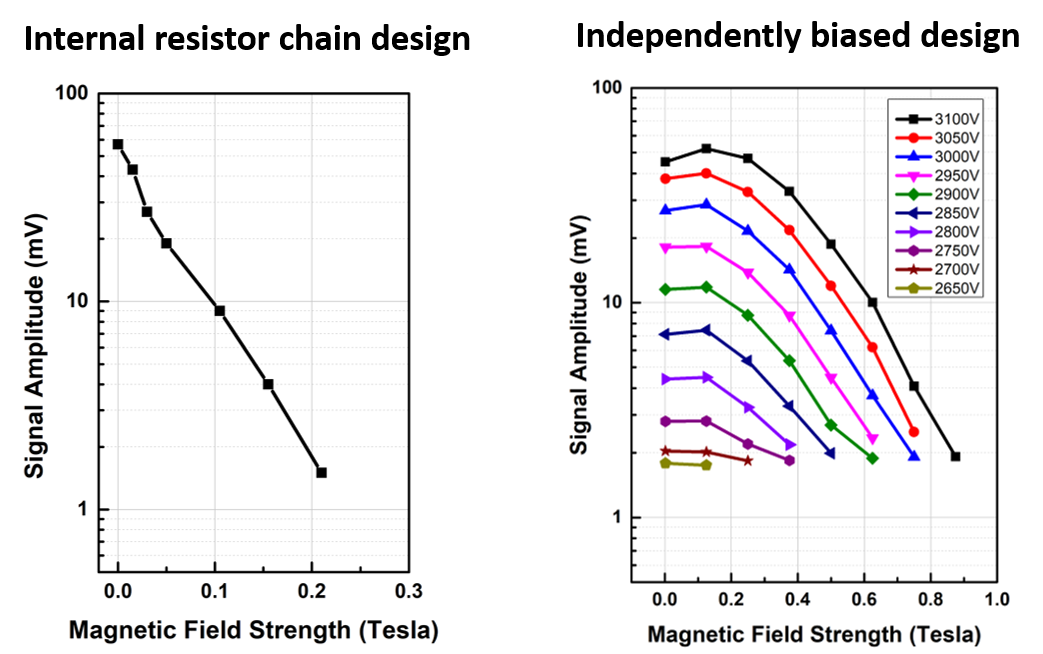 Internal resistor chain design
Signal Amplitude (mV)
100
10
1
0.0 0.1 0.2 0.3
Magnetic Field Strength (Tesla)
Independently biased design
Signal Amplitude (mV)
100
10
1
3100V
3050V
3000V
2950V
2900V
2850V
2800V
2750V
2700V
2650V
0.0 0.2 0.4 0.6 0.8 1.0
Magnetic Field Strength (Tesla)